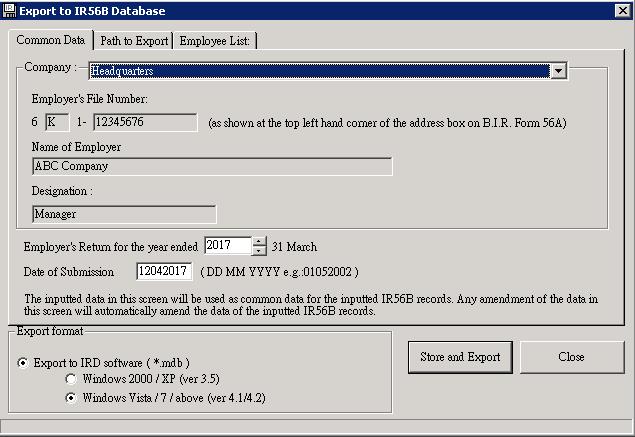 Export to IR56B Database
Common Data Path to Export Employee List:
Company : Headquarters
Employer's File Number:
6 K 1- 12345676 (as shown at the top left hand corner of the address box on B.I.R. Form 56A)
Name of Employer
ABC Company
Designation :
Manager
Employer's Return for the year ended 2017 31 March
Date of Submission 12042017 ( DD MM YYYY e.g.:01052002 )
The inputted data in this screen will be used as common data for the inputted IR56B records. Any amendment of the data in
this screen will automatically amend the data of the inputted IR56B records.
Export format
Export to IRD software ( *.mdb )
Windows 2000 / XP (ver 3.5)
Windows Vista / 7 / above (ver 4.1/4.2)
Store and Export Close